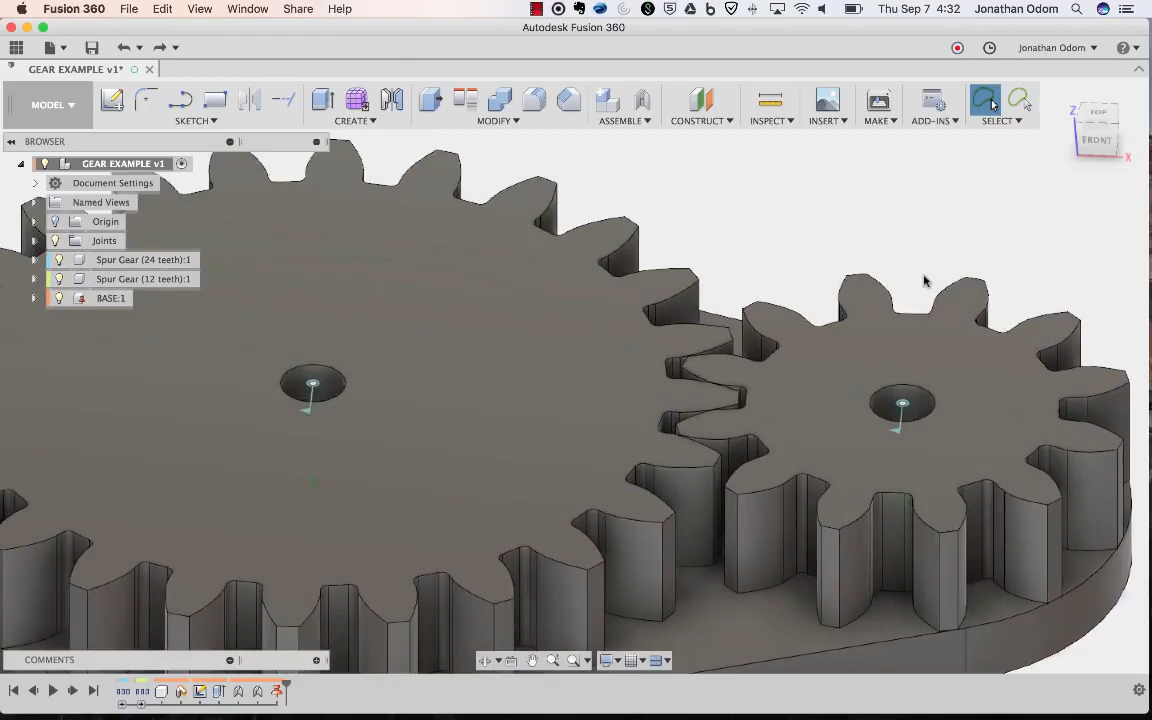 Fusion 360 File Edit View Window Share Help Thu Sep 7 4:32 Jonathan Odom
Autodesk Fusion 360
Jonathan Odom
GEAR EXAMPLE v1*
MODEL
SKETCH CREATE MODIFY ASSEMBLE CONSTRUCT INSPECT INSERT MAKE ADD-INS SELECT
TOP
Z
FRONT
X
BROWSER
GEAR EXAMPLE v1
Document Settings
Named Views
Origin
Joints
Spur Gear (24 teeth):1
Spur Gear (12 teeth):1
BASE:1
COMMENTS